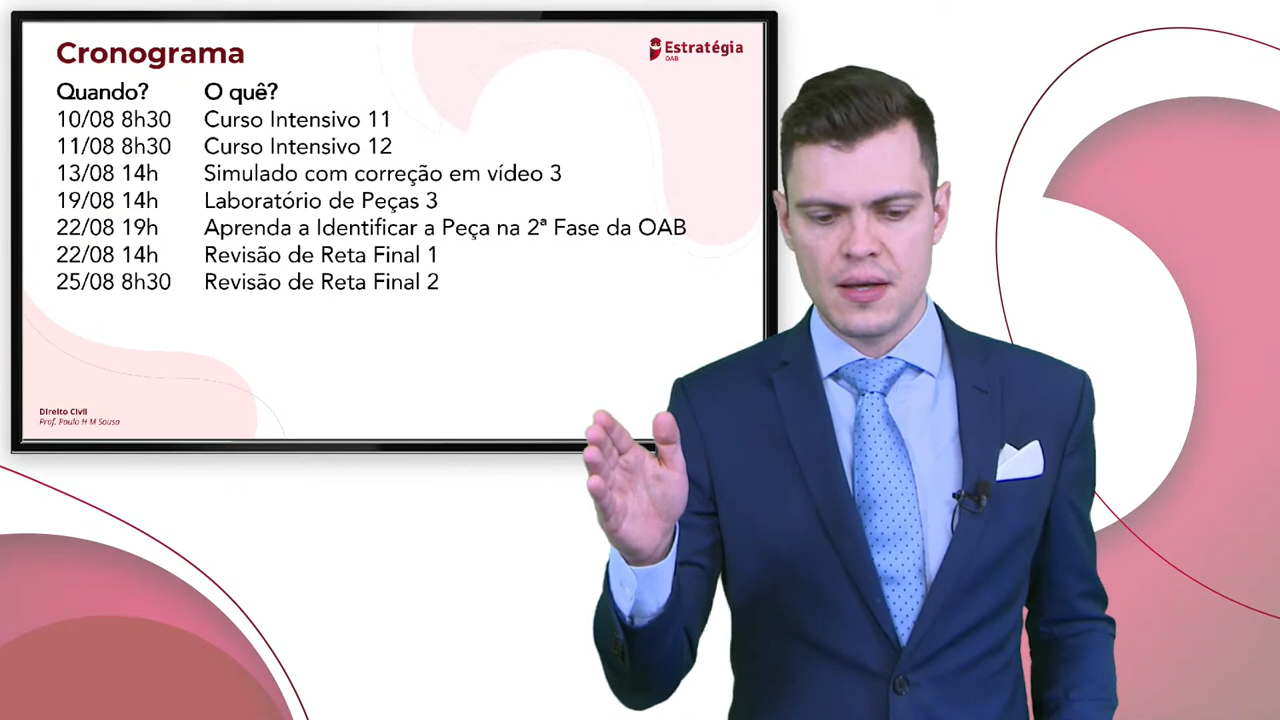 Cronograma
Estratégia
OAB
Quando? O quê?
10/08 8h30 Curso Intensivo 11
11/08 8h30 Curso Intensivo 12
13/08 14h Simulado com correção em vídeo 3
19/08 14h Laboratório de Peças 3
22/08 19h Aprenda a Identificar a Peça na 2ª Fase da OAB
22/08 14h Revisão de Reta Final 1
25/08 8h30 Revisão de Reta Final 2
Direito Civil
Prof. Paulo H M Sousa